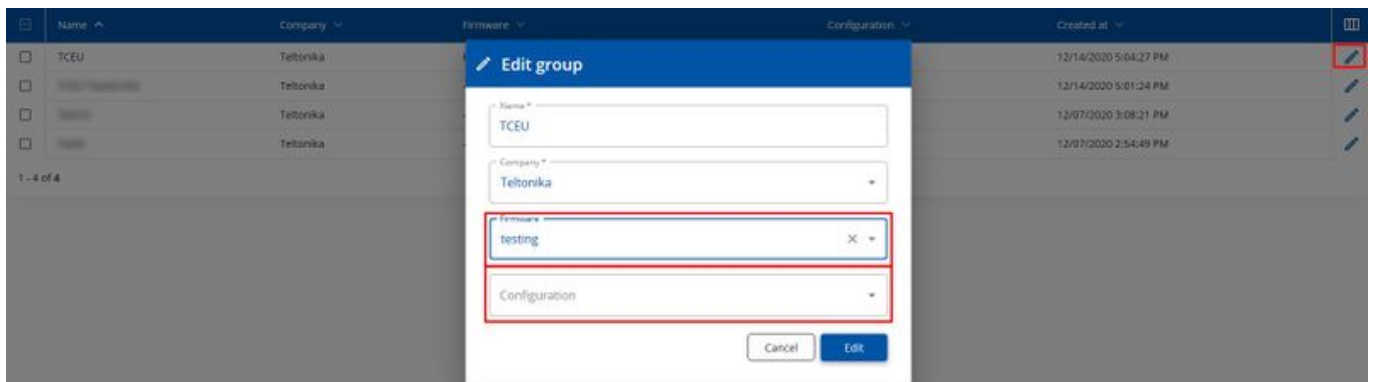 Name Company Firmware Configuration Created at
TCEU Teltonika 12/14/2020 5:04:27 PM
Teltonika 12/14/2020 5:01:24 PM
Teltonika 12/07/2020 3:08:21 PM
Teltonika 12/07/2020 2:54:49 PM
1 - 4 of 4
Edit group
Name *
TCEU
Company *
Teltonika
Firmware
testing
Configuration
Cancel Edit